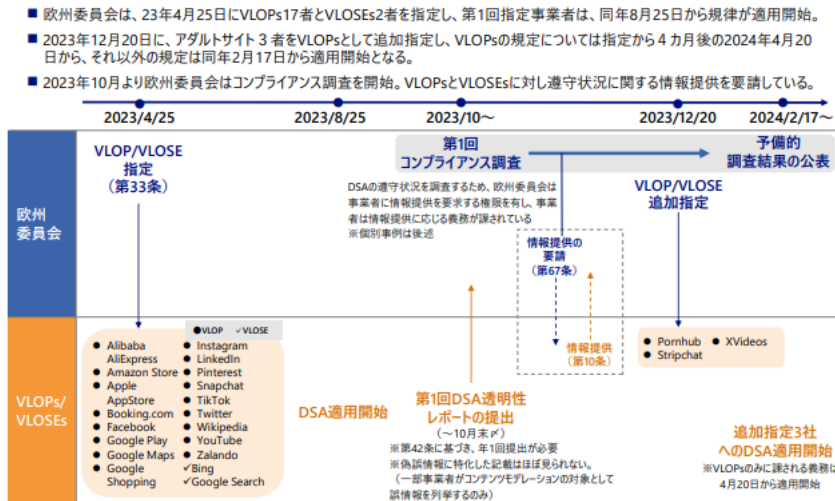 ■ 欧州委員会は、23年4月25日にVLOPs17者とVLOSEs2者を指定し、第1回指定事業者は、同年8月25日から規律が適用開始。
■ 2023年12月20日に、アダルトサイト３者をVLOPsとして追加指定し、VLOPsの規定については指定から４カ月後の2024年4月20
日から、それ以外の規定は同年2月17日から適用開始となる。
■ 2023年10月より欧州委員会はコンプライアンス調査を開始。VLOPsとVLOSEsに対し遵守状況に関する情報提供を要請している。
2023/4/25
2023/8/25
2023/10～
2023/12/20
2024/2/17～
欧州
委員会
VLOP/VLOSE
指定
（第33条）
第1回
コンプライアンス調査
予備的
調査結果の公表
DSAの遵守状況を調査するため、欧州委員会は
事業者に情報提供を要求する権限を有し、事業
者は情報提供に応じる義務が課されている
※個別事例は後述
VLOP/VLOSE
追加指定
情報提供の
要請
（第67条）
情報提供
（第10条）
VLOPs/
VLOSEs
●VLOP ✓VLOSE
● Alibaba
AliExpress
● Amazon Store
● Apple
AppStore
● Booking.com
● Facebook
● Google Play
● Google Maps
● Google
Shopping
● Instagram
● LinkedIn
● Pinterest
● Snapchat
● TikTok
● Twitter
● Wikipedia
● YouTube
● Zalando
✓Bing
✓Google Search
DSA適用開始
第1回DSA透明性
レポートの提出
（～10月末〆）
※第42条に基づき、年1回提出が必要
※偽誤情報に特化した記載はほぼ見られない。
（一部事業者がコンテンツモデレーションの対象として
誤情報を列挙するのみ）
● Pornhub ● XVideos
● Stripchat
追加指定3社
へのDSA適用開始
※VLOPsのみに課される義務は
4月20日から適用開始